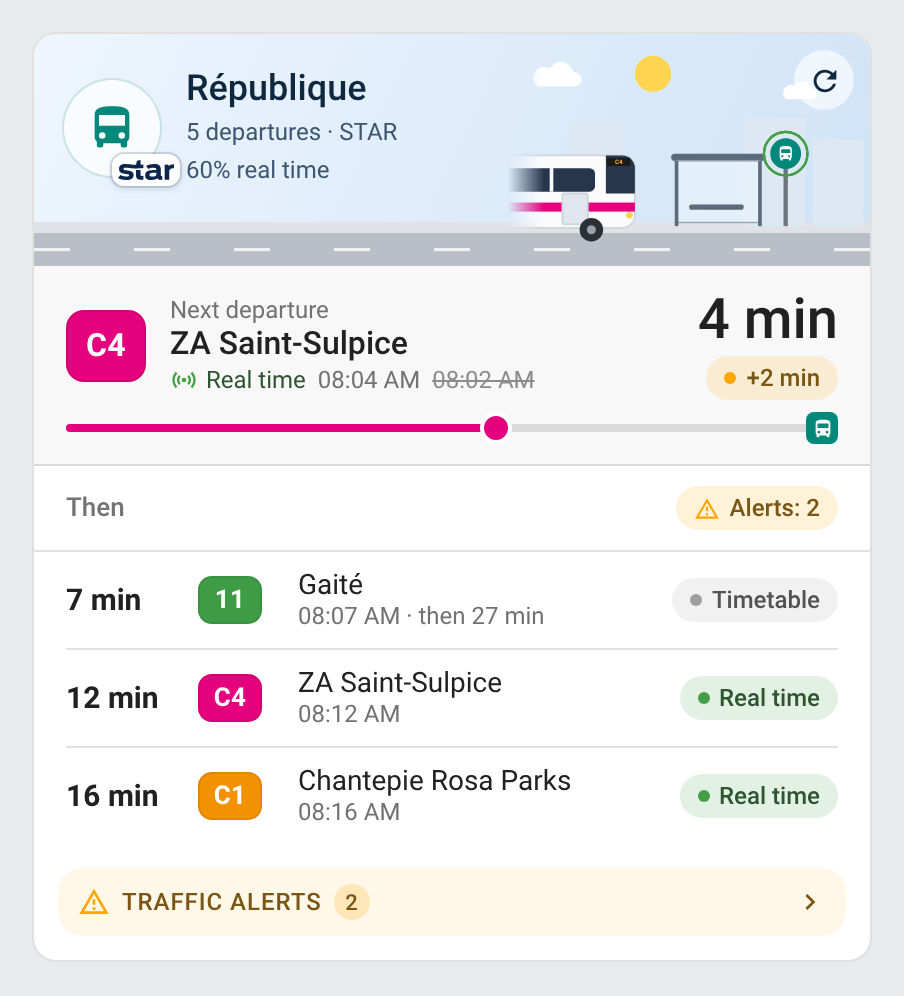 République
5 departures · STAR
star
60% real time
C4
Next departure
C4
ZA Saint-Sulpice
Real time 08:04 AM 08:02 AM
4 min
+2 min
Then
Alerts: 2
7 min
11
Gaité
08:07 AM · then 27 min
Timetable
12 min
C4
ZA Saint-Sulpice
08:12 AM
Real time
16 min
C1
Chantepie Rosa Parks
08:16 AM
Real time
TRAFFIC ALERTS 2